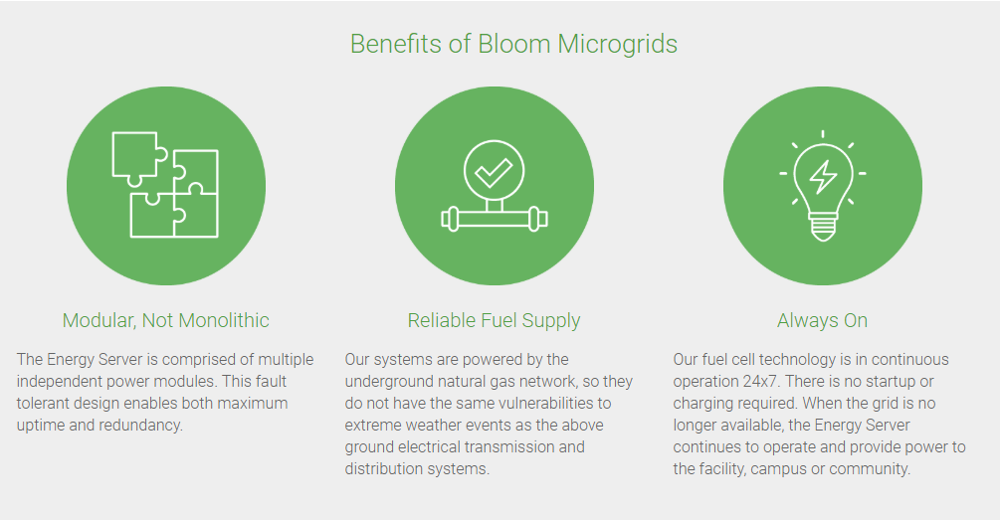 Benefits of Bloom Microgrids
Modular, Not Monolithic
The Energy Server is comprised of multiple
independent power modules. This fault
tolerant design enables both maximum
uptime and redundancy.
Reliable Fuel Supply
Our systems are powered by the
underground natural gas network, so they
do not have the same vulnerabilities to
extreme weather events as the above
ground electrical transmission and
distribution systems.
Always On
Our fuel cell technology is in continuous
operation 24x7. There is no startup or
charging required. When the grid is no
longer available, the Energy Server
continues to operate and provide power to
the facility, campus or community.